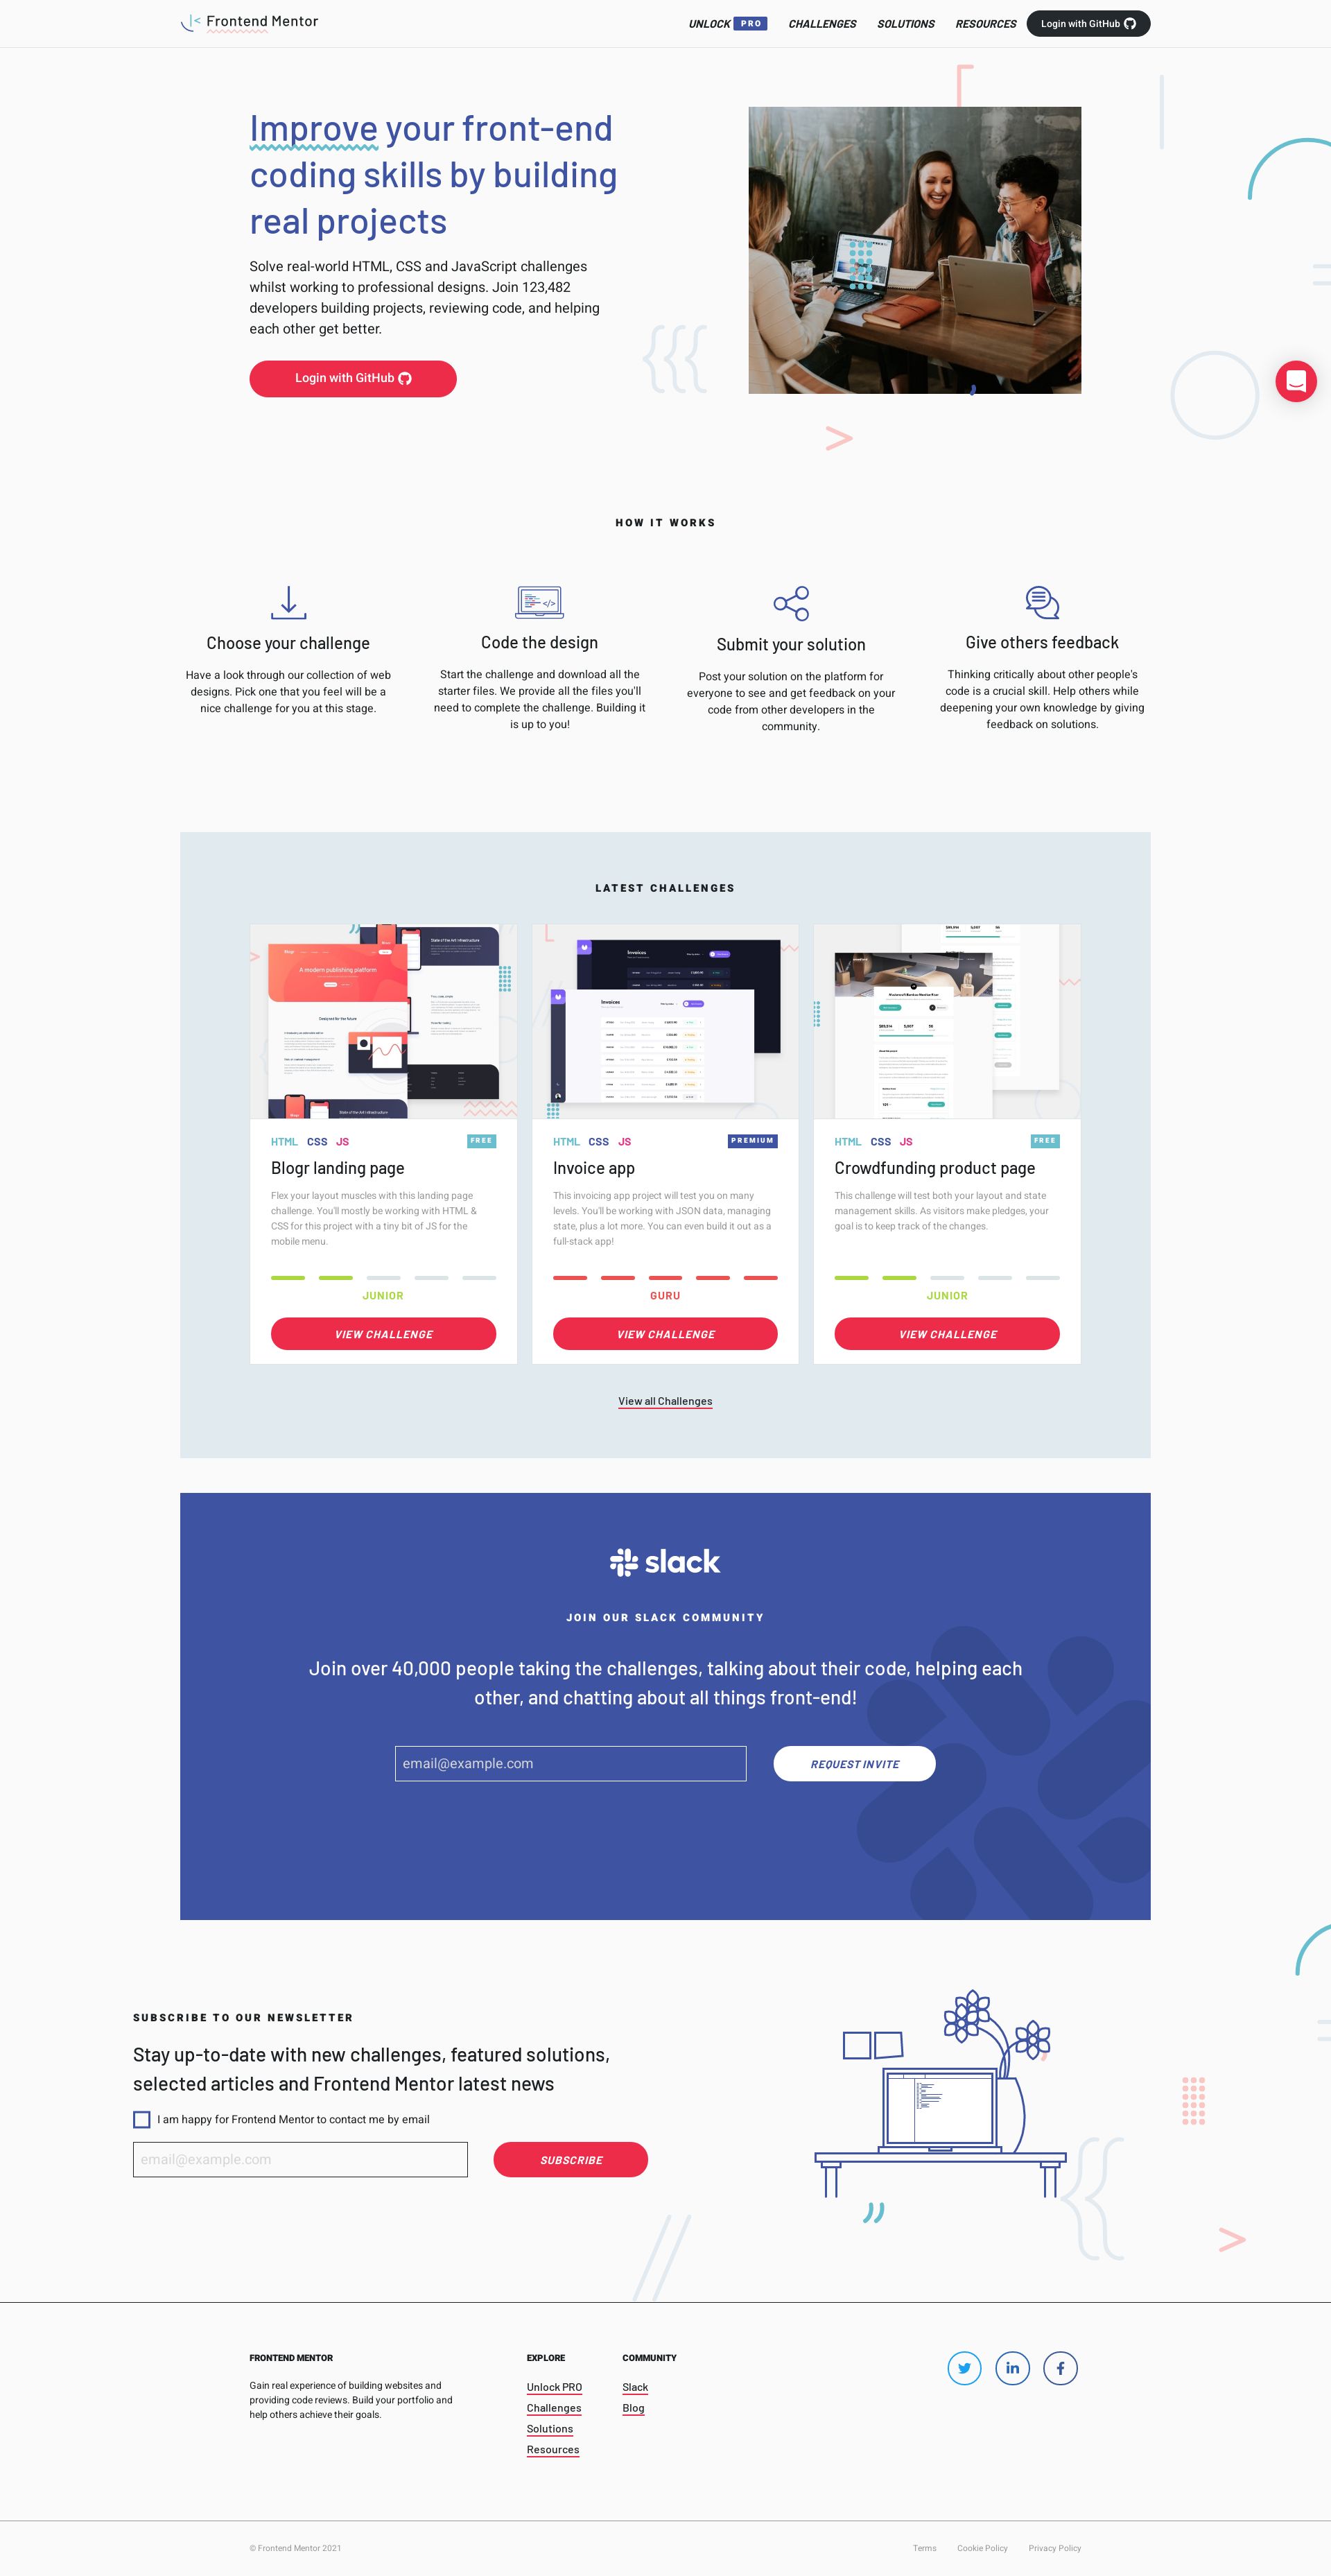 Frontend Mentor
UNLOCK PRO CHALLENGES SOLUTIONS RESOURCES Login with GitHub
Improve your front-end
coding skills by building
real projects
Solve real-world HTML, CSS and JavaScript challenges
whilst working to professional designs. Join 123,482
developers building projects, reviewing code, and helping
each other get better.
Login with GitHub
HOW IT WORKS
Choose your challenge
Have a look through our collection of web
designs. Pick one that you feel will be a
nice challenge for you at this stage.
Code the design
Start the challenge and download all the
starter files. We provide all the files you'll
need to complete the challenge. Building it
is up to you!
Submit your solution
Post your solution on the platform for
everyone to see and get feedback on your
code from other developers in the
community.
Give others feedback
Thinking critically about other people's
code is a crucial skill. Help others while
deepening your own knowledge by giving
feedback on solutions.
LATEST CHALLENGES
A modern publishing platform
State of the Art Infrastructure
Designed for the future
State of the Art Infrastructure
HTML CSS JS FREE
Blogr landing page
Flex your layout muscles with this landing page
challenge. You'll mostly be working with HTML &
CSS for this project with a tiny bit of JS for the
mobile menu.
JUNIOR
VIEW CHALLENGE
Invoices
Invoices
HTML CSS JS PREMIUM
Invoice app
This invoicing app project will test you on many
levels. You'll be working with JSON data, managing
state, plus a lot more. You can even build it out as a
full-stack app!
GURU
VIEW CHALLENGE
HTML CSS JS FREE
Crowdfunding product page
This challenge will test both your layout and state
management skills. As visitors make pledges, your
goal is to keep track of the changes.
JUNIOR
VIEW CHALLENGE
View all Challenges
slack
JOIN OUR SLACK COMMUNITY
Join over 40,000 people taking the challenges, talking about their code, helping each
other, and chatting about all things front-end!
email@example.com
REQUEST INVITE
SUBSCRIBE TO OUR NEWSLETTER
Stay up-to-date with new challenges, featured solutions,
selected articles and Frontend Mentor latest news
I am happy for Frontend Mentor to contact me by email
email@example.com
SUBSCRIBE
FRONTEND MENTOR
Gain real experience of building websites and
providing code reviews. Build your portfolio and
help others achieve their goals.
EXPLORE
Unlock PRO
Challenges
Solutions
Resources
COMMUNITY
Slack
Blog
© Frontend Mentor 2021
Terms Cookie Policy Privacy Policy